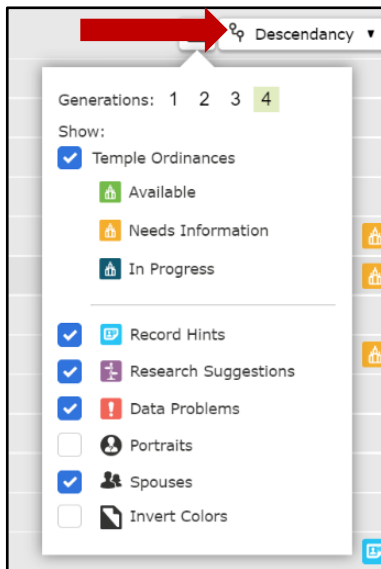 Descendancy
Generations: 1 2 3 4
Show:
Temple Ordinances
Available
Needs Information
In Progress
Record Hints
Research Suggestions
Data Problems
Portraits
Spouses
Invert Colors